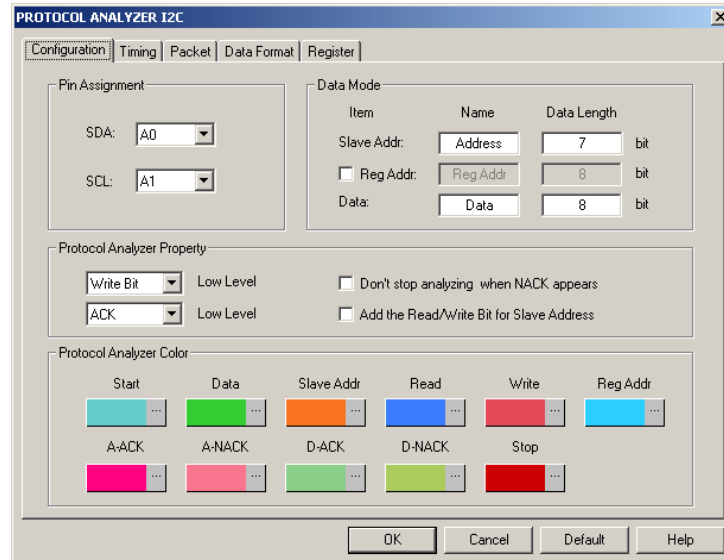 PROTOCOL ANALYZER I2C
Configuration Timing Packet Data Format Register
Pin Assignment
SDA: A0
SCL: A1
Data Mode
Item Name Data Length
Slave Addr: Address 7 bit
Reg Addr: Reg Addr 8 bit
Data: Data 8 bit
Protocol Analyzer Property
Write Bit Low Level Don't stop analyzing when NACK appears
ACK Low Level Add the Read/Write Bit for Slave Address
Protocol Analyzer Color
Start Data Slave Addr Read Write Reg Addr
... ... ... ... ... ...
A-ACK A-NACK D-ACK D-NACK Stop
... ... ... ... ...
OK Cancel Default Help